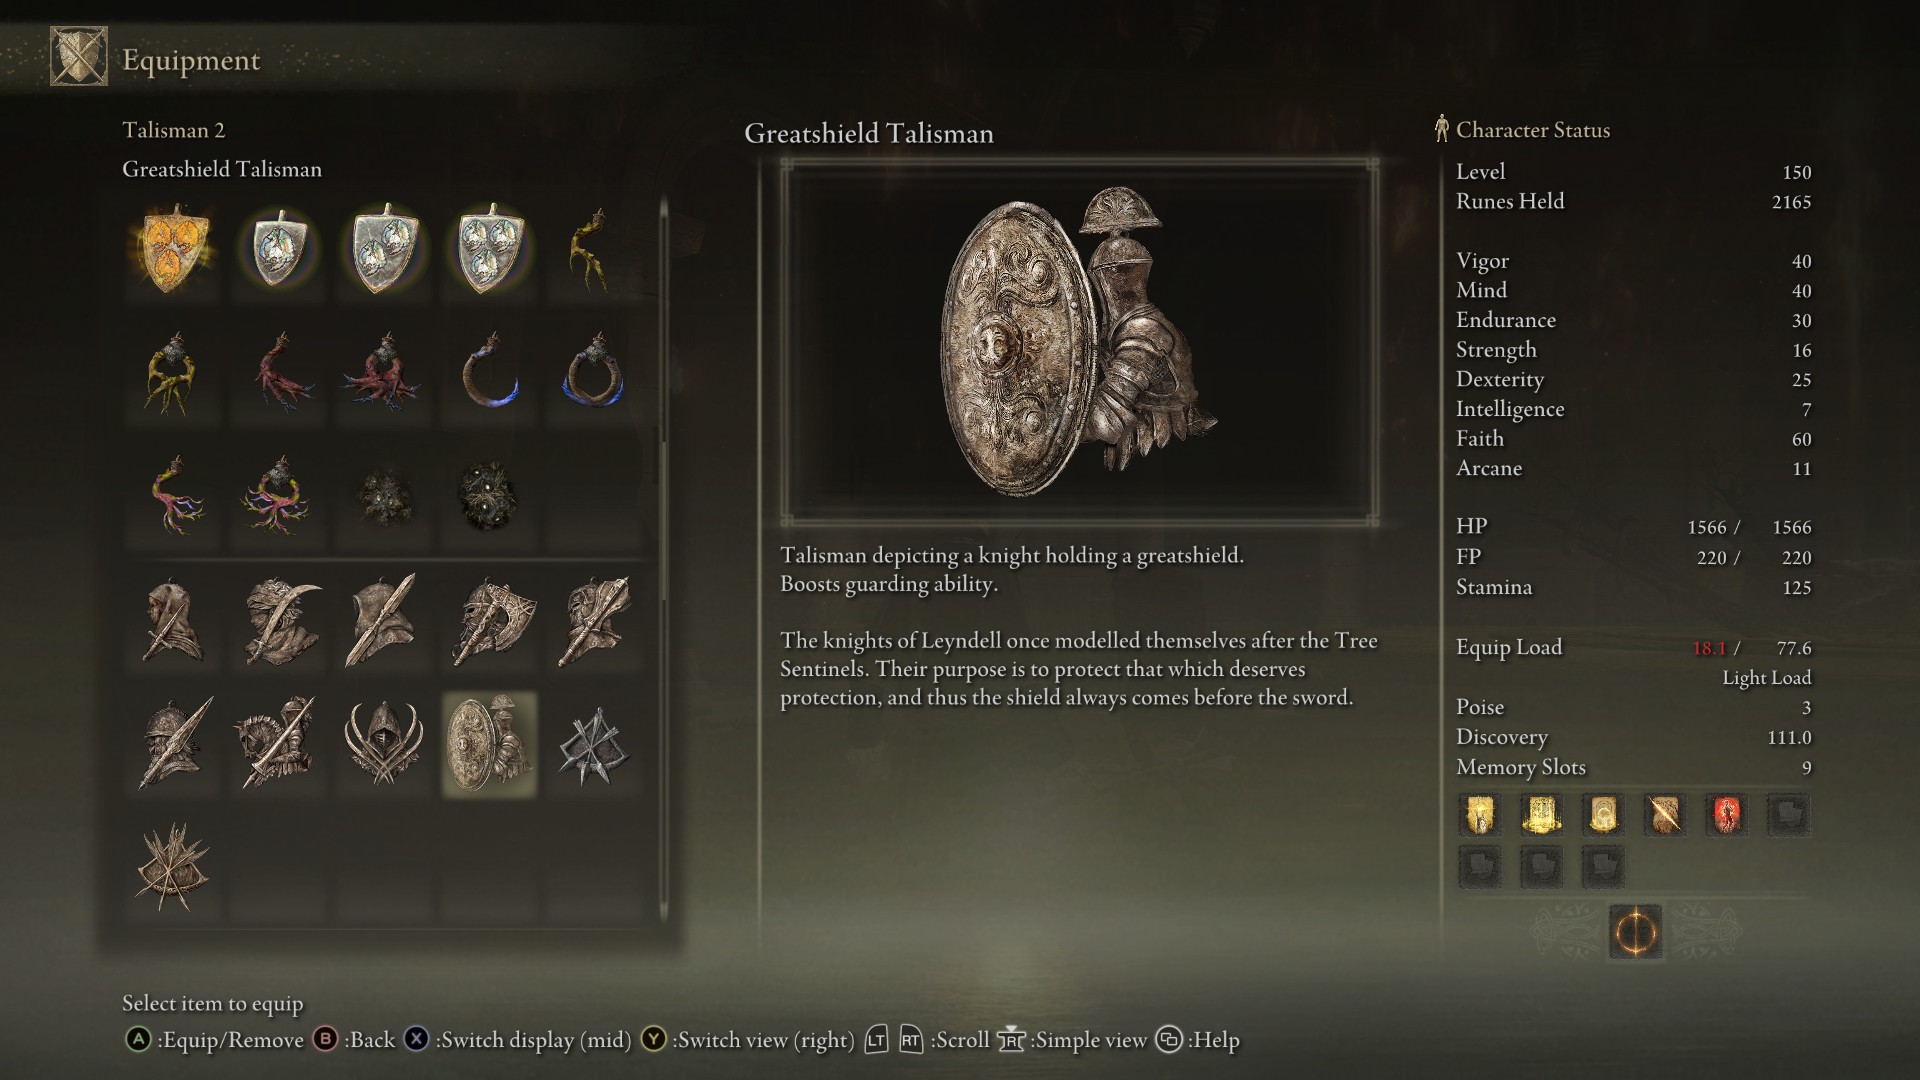 Equipment
Talisman 2
Greatshield Talisman
Greatshield Talisman
Talisman depicting a knight holding a greatshield.
Boosts guarding ability.
The knights of Leyndell once modelled themselves after the Tree
Sentinels. Their purpose is to protect that which deserves
protection, and thus the shield always comes before the sword.
Character Status
Level 150
Runes Held 2165
Vigor 40
Mind 40
Endurance 30
Strength 16
Dexterity 25
Intelligence 7
Faith 60
Arcane 11
HP 1566 / 1566
FP 220 / 220
Stamina 125
Equip Load 18.1 / 77.6
Light Load
Poise 3
Discovery 111.0
Memory Slots 9
Select item to equip
A :Equip/Remove B :Back X :Switch display (mid) Y :Switch view (right) LT RT :Scroll R :Simple view :Help